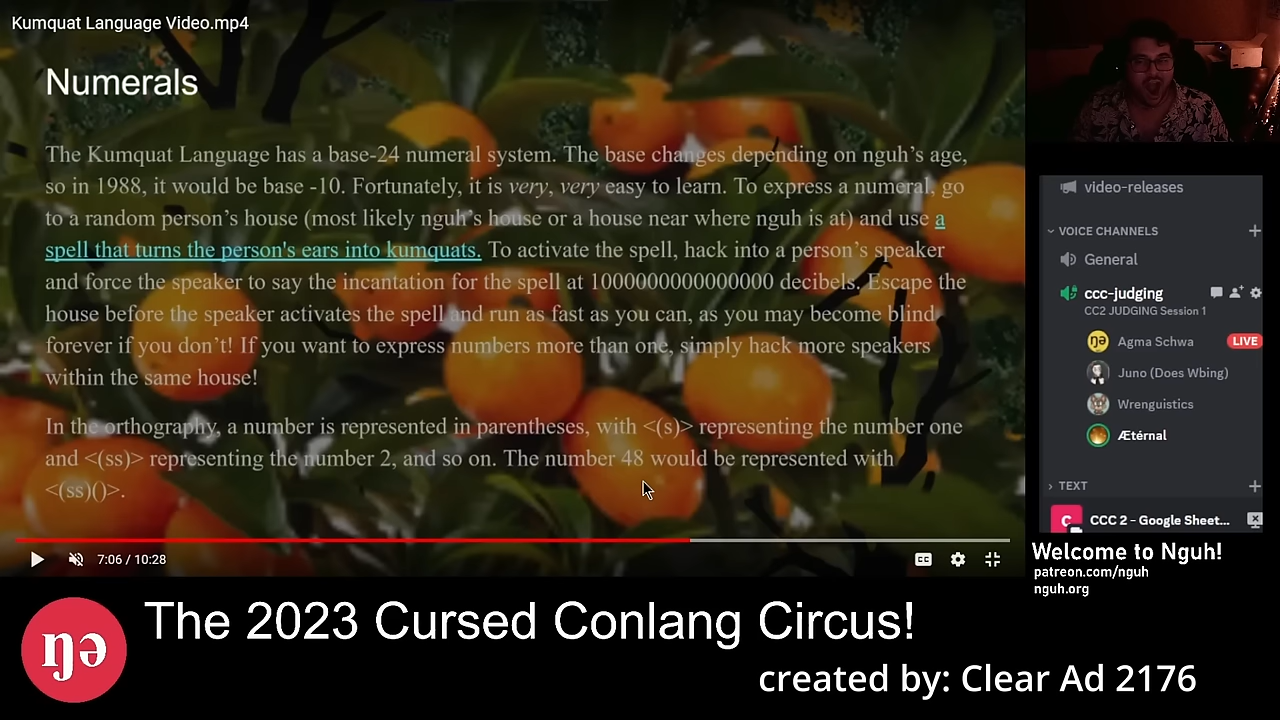 Kumquat Language Video.mp4
Numerals
The Kumquat Language has a base-24 numeral system. The base changes depending on nguh's age,
so in 1988, it would be base -10. Fortunately, it is very, very easy to learn. To express a numeral, go
to a random person's house (most likely nguh's house or a house near where nguh is at) and use a
spell that turns the person's ears into kumquats. To activate the spell, hack into a person's speaker
and force the speaker to say the incantation for the spell at 1000000000000000 decibels. Escape the
house before the speaker activates the spell and run as fast as you can, as you may become blind
forever if you don't! If you want to express numbers more than one, simply hack more speakers
within the same house!
In the orthography, a number is represented in parentheses, with <(s)> representing the number one
and <(ss)> representing the number 2, and so on. The number 48 would be represented with
<(ss)()>.
7:06 / 10:28
CC
video-releases
VOICE CHANNELS
General
ccc-judging
CC2 JUDGING Session 1
ŋə Agma Schwa LIVE
Juno (Does Wbing)
Wrenguistics
Ætérnal
TEXT
C CCC 2 - Google Sheet...
Welcome to Nguh!
patreon.com/nguh
nguh.org
ŋə
The 2023 Cursed Conlang Circus!
created by: Clear Ad 2176